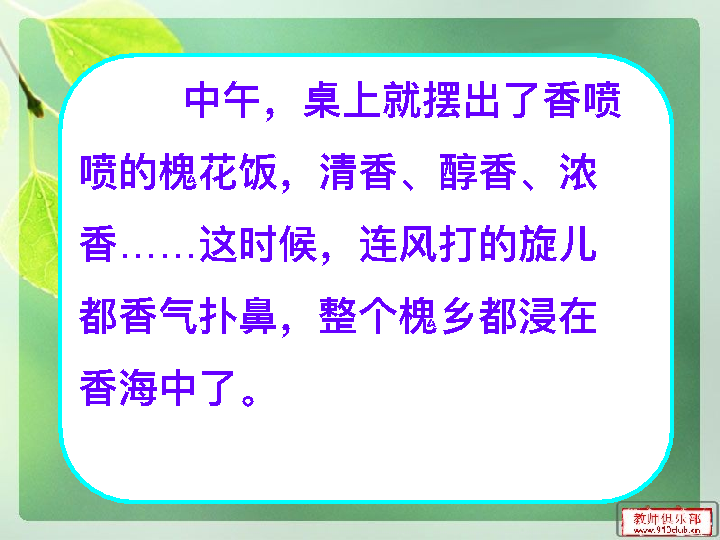 中午，桌上就摆出了香喷
喷的槐花饭，清香、醇香、浓
香……这时候，连风打的旋儿
都香气扑鼻，整个槐乡都浸在
香海中了。
教师俱乐部
www.910club.cn